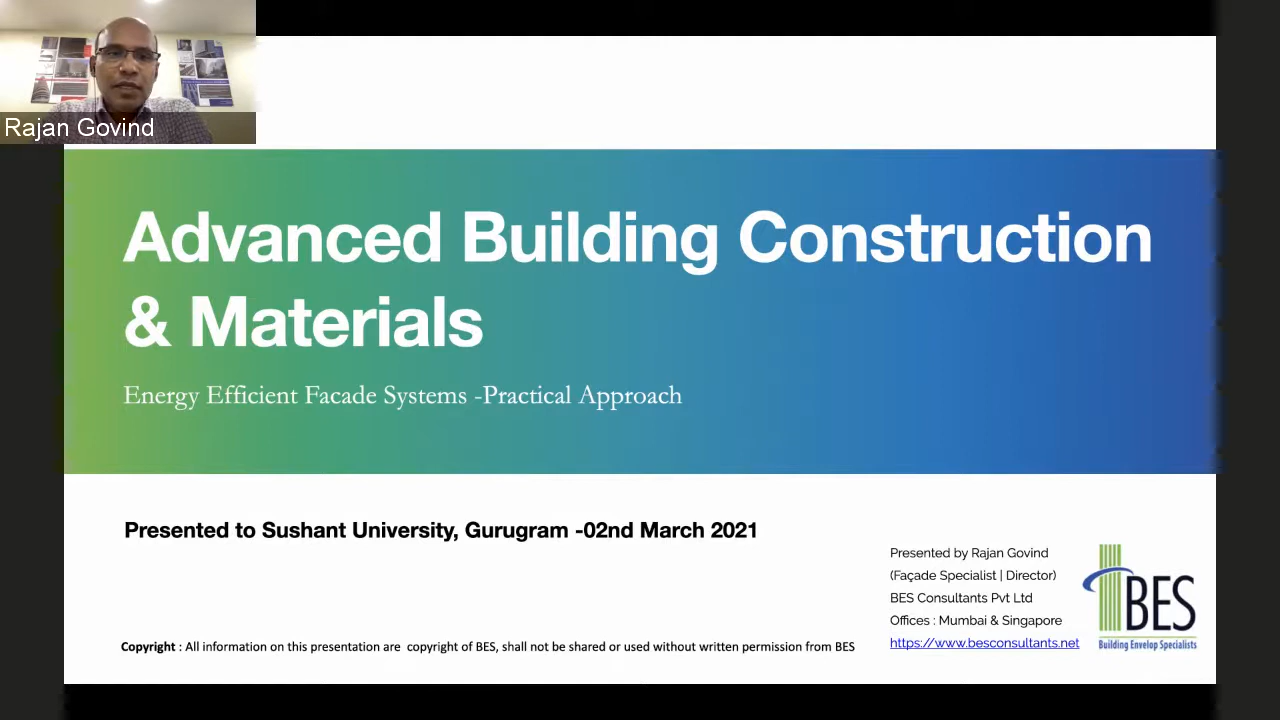 Rajan Govind
Advanced Building Construction
& Materials
Energy Efficient Facade Systems -Practical Approach
Presented to Sushant University, Gurugram -02nd March 2021
Presented by Rajan Govind
(Façade Specialist | Director)
BES Consultants Pvt Ltd
Offices : Mumbai & Singapore
https://www.besconsultants.net
BES
Building Envelop Specialists
Copyright : All information on this presentation are copyright of BES, shall not be shared or used without written permission from BES